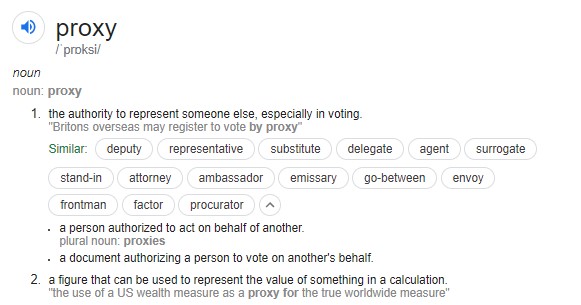 proxy
/ˈprɒksi/
noun
noun: proxy
1. the authority to represent someone else, especially in voting.
"Britons overseas may register to vote by proxy"
Similar: deputy representative substitute delegate agent surrogate
stand-in attorney ambassador emissary go-between envoy
frontman factor procurator
• a person authorized to act on behalf of another.
plural noun: proxies
• a document authorizing a person to vote on another's behalf.
2. a figure that can be used to represent the value of something in a calculation.
"the use of a US wealth measure as a proxy for the true worldwide measure"